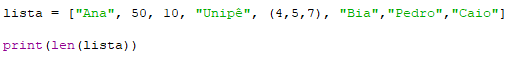 lista = ["Ana", 50, 10, "Unipê", (4,5,7), "Bia","Pedro","Caio"]
print(len(lista))